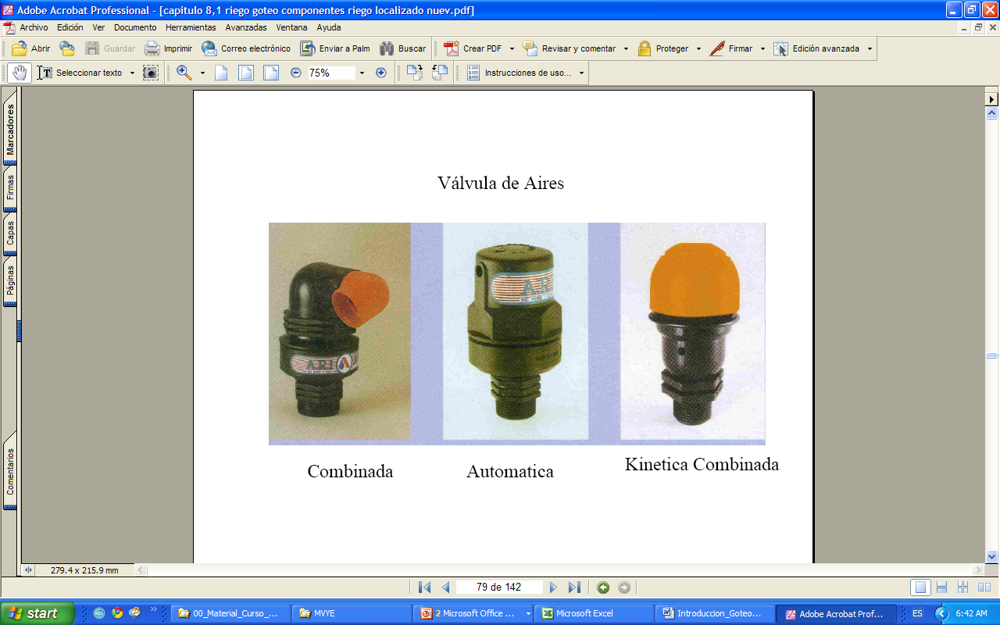 Adobe Acrobat Professional - [capitulo 8,1 riego goteo componentes riego localizado nuev.pdf]
Archivo Edición Ver Documento Herramientas Avanzadas Ventana Ayuda
Abrir Guardar Imprimir Correo electrónico Enviar a Palm Buscar Crear PDF Revisar y comentar Proteger Firmar Edición avanzada
Seleccionar texto 75% Instrucciones de uso...
Marcadores
Firmas
Capas
Páginas
Comentarios
Válvula de Aires
A.R.I
A.R.I
Combinada Automatica Kinetica Combinada
279.4 x 215.9 mm
79 de 142
start 00_Material_Curso_... MVYE 2 Microsoft Office ... Microsoft Excel Introduccion_Goteo... Adobe Acrobat Prof... ES 6:42 AM